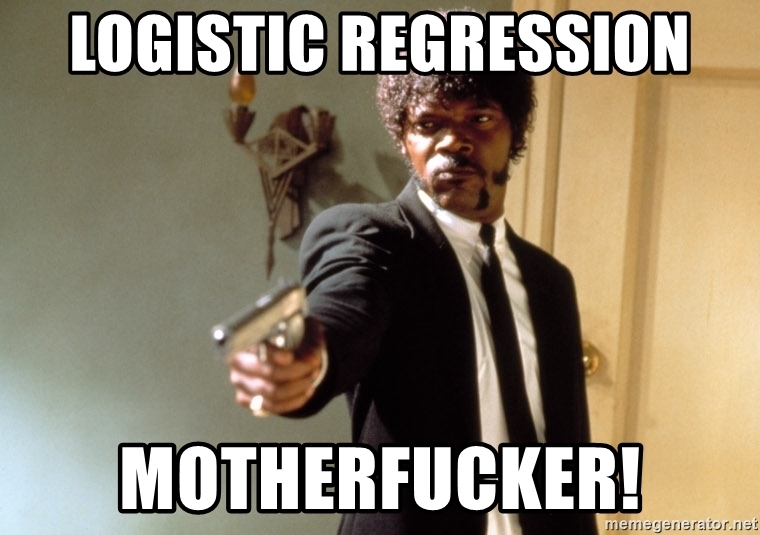 LOGISTIC REGRESSION
MOTHERFUCKER!
memegenerator.net